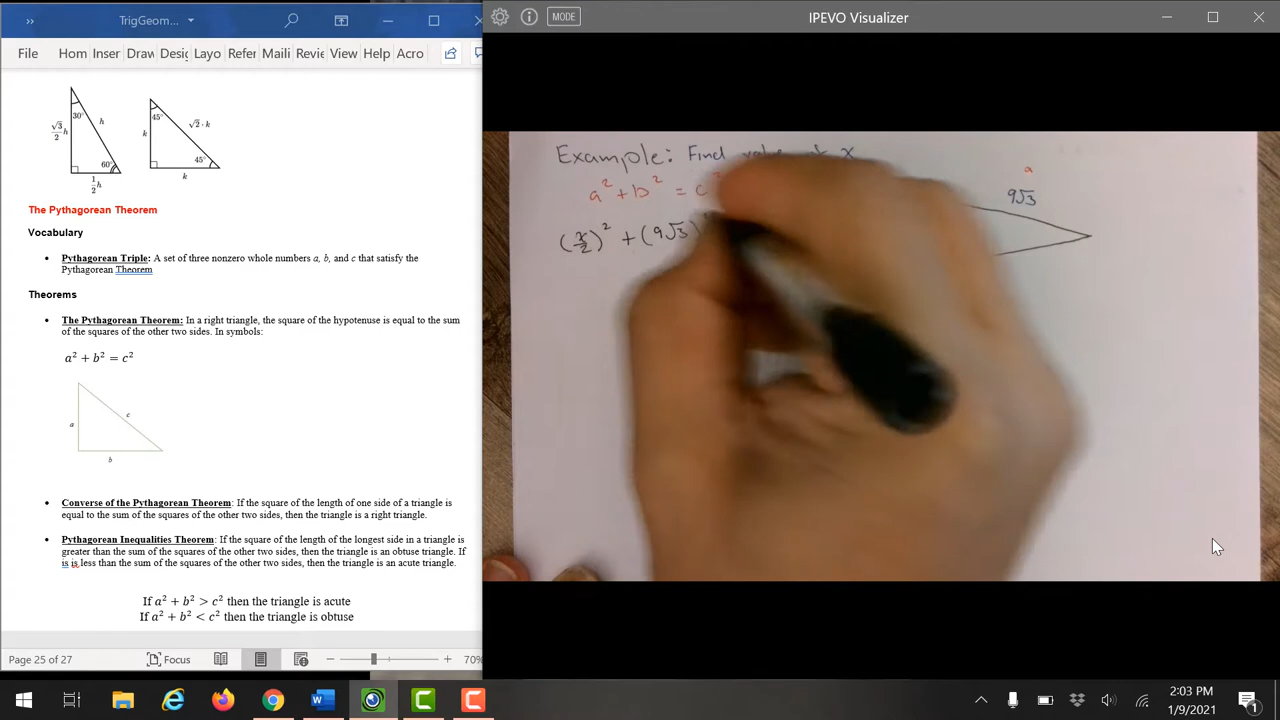 TrigGeom...
IPEVO Visualizer
MODE
File Hom Inser Draw Desig Layo Refer Maili Revie View Help Acro
30°
h
√3/2 h
60°
1/2 h
45°
√2 · k
k
45°
k
The Pythagorean Theorem
Vocabulary
• Pythagorean Triple: A set of three nonzero whole numbers a, b, and c that satisfy the
Pythagorean Theorem
Theorems
• The Pythagorean Theorem: In a right triangle, the square of the hypotenuse is equal to the sum
of the squares of the other two sides. In symbols:
a² + b² = c²
c
a
b
• Converse of the Pythagorean Theorem: If the square of the length of one side of a triangle is
equal to the sum of the squares of the other two sides, then the triangle is a right triangle.
• Pythagorean Inequalities Theorem: If the square of the length of the longest side in a triangle is
greater than the sum of the squares of the other two sides, then the triangle is an obtuse triangle. If
is is less than the sum of the squares of the other two sides, then the triangle is an acute triangle.
If a² + b² > c² then the triangle is acute
If a² + b² < c² then the triangle is obtuse
Example: Find value of x
a² + b² = c²
(x/2)² + (9√3)
a
9√3
Page 25 of 27
Focus
70%
2:03 PM
1/9/2021
1